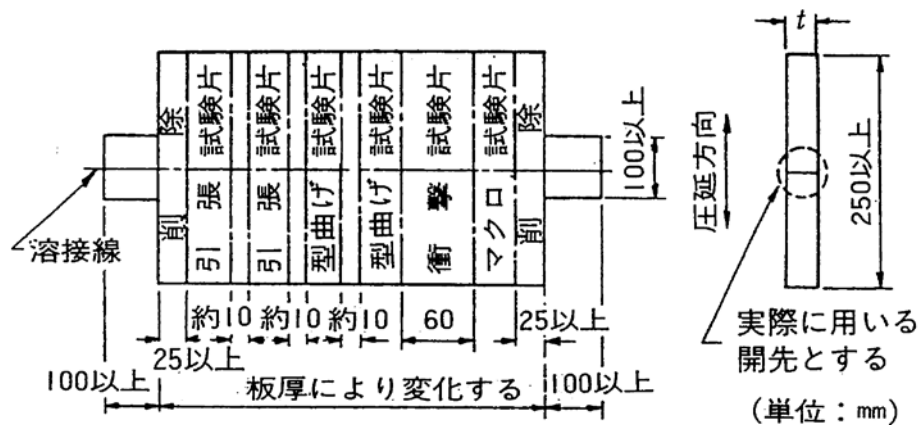 削除
引張試験片
引張試験片
型曲げ試験片
型曲げ試験片
衝撃試験片
マクロ試験片
削除
100以上
溶接線
約10
約10
約10
60
25以上
25以上
100以上
板厚により変化する
100以上
t
圧延方向
250以上
実際に用いる
開先とする
(単位:mm)